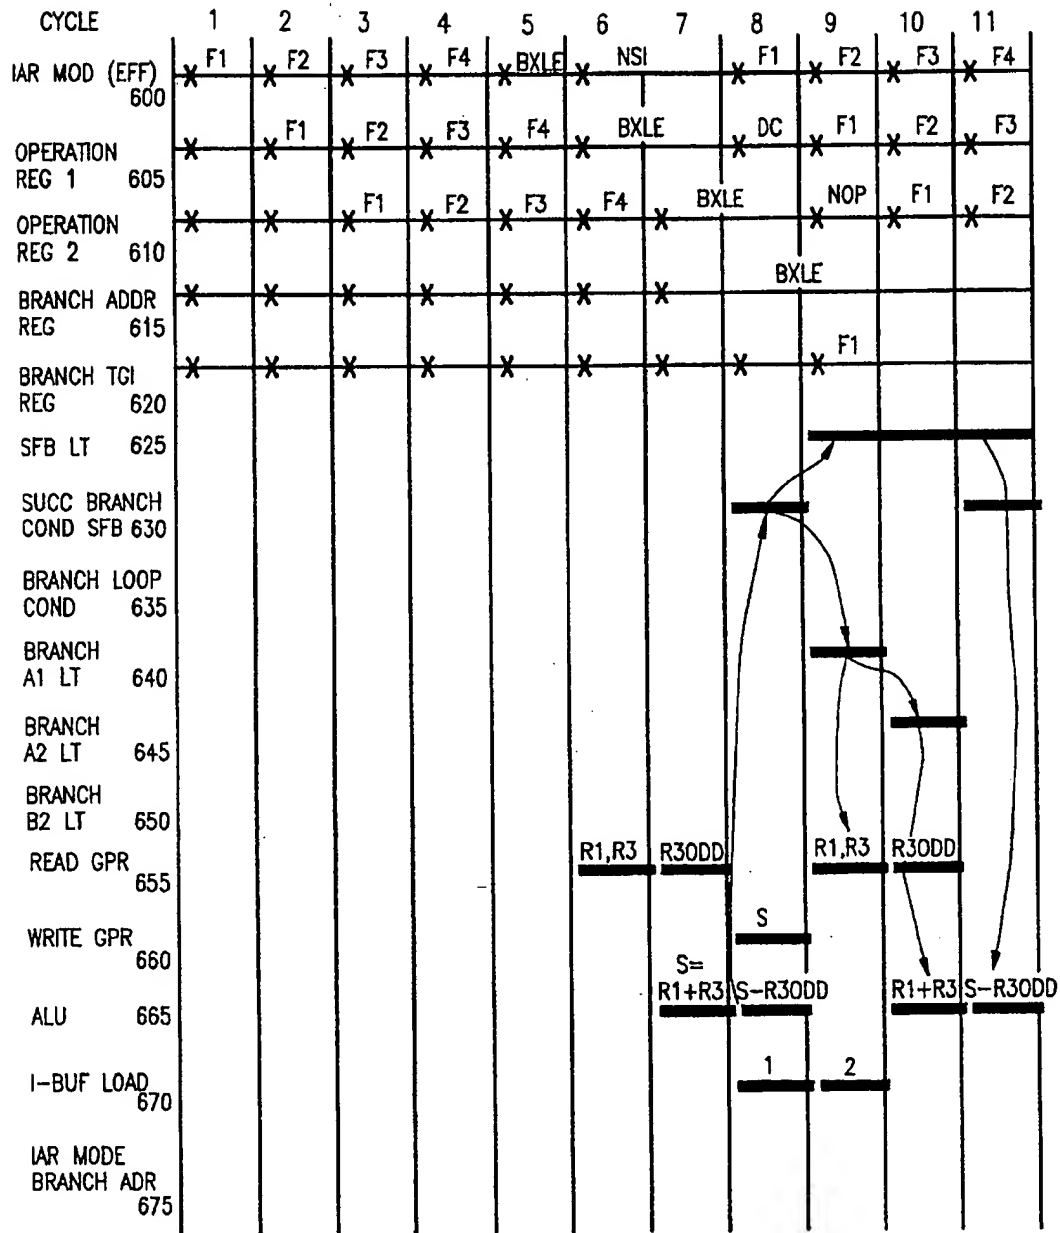 CYCLE 1 2 3 4 5 6 7 8 9 10 11
IAR MOD (EFF) F1 F2 F3 F4 BXLE NSI F1 F2 F3 F4
600
OPERATION F1 F2 F3 F4 BXLE DC F1 F2 F3
REG 1 605
OPERATION F1 F2 F3 F4 BXLE NOP F1 F2
REG 2 610
BRANCH ADDR BXLE
REG 615
BRANCH TGI F1
REG 620
SFB LT 625
SUCC BRANCH
COND SFB 630
BRANCH LOOP
COND 635
BRANCH
A1 LT 640
BRANCH
A2 LT 645
BRANCH
B2 LT 650
READ GPR R1,R3 R3ODD R1,R3 R3ODD
655
WRITE GPR S
660
S=
R1+R3 S-R3ODD R1+R3 S-R3ODD
ALU 665
I-BUF LOAD 1 2
670
IAR MODE
BRANCH ADR
675